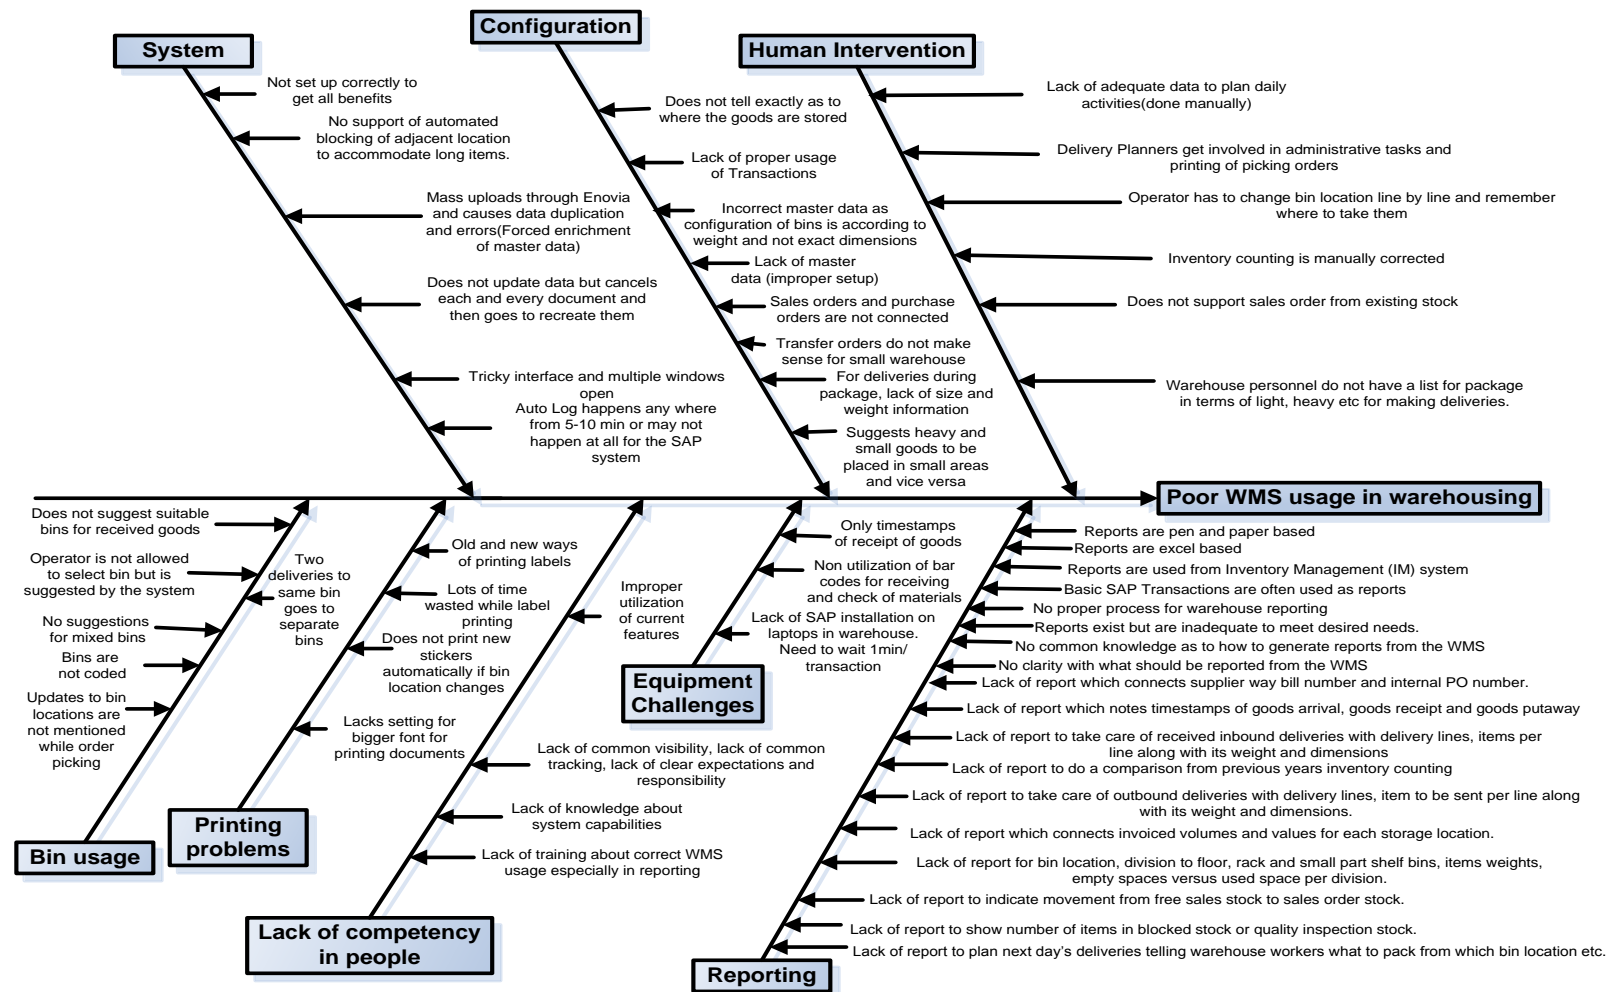 System
Not set up correctly to
get all benefits
No support of automated
blocking of adjacent location
to accommodate long items.
Mass uploads through Enovia
and causes data duplication
and errors(Forced enrichment
of master data)
Does not update data but cancels
each and every document and
then goes to recreate them
Tricky interface and multiple windows
open
Auto Log happens any where
from 5-10 min or may not
happen at all for the SAP
system
Configuration
Does not tell exactly as to
where the goods are stored
Lack of proper usage
of Transactions
Incorrect master data as
configuration of bins is according to
weight and not exact dimensions
Lack of master
data (improper setup)
Sales orders and purchase
orders are not connected
Transfer orders do not make
sense for small warehouse
For deliveries during
package, lack of size and
weight information
Suggests heavy and
small goods to be
placed in small areas
and vice versa
Human Intervention
Lack of adequate data to plan daily
activities(done manually)
Delivery Planners get involved in administrative tasks and
printing of picking orders
Operator has to change bin location line by line and remember
where to take them
Inventory counting is manually corrected
Does not support sales order from existing stock
Warehouse personnel do not have a list for package
in terms of light, heavy etc for making deliveries.
Poor WMS usage in warehousing
Does not suggest suitable
bins for received goods
Operator is not allowed
to select bin but is
suggested by the system
Two
deliveries to
same bin
goes to
separate
bins
No suggestions
for mixed bins
Bins are
not coded
Updates to bin
locations are
not mentioned
while order
picking
Bin usage
Old and new ways
of printing labels
Lots of time
wasted while label
printing
Does not print new
stickers
automatically if bin
location changes
Lacks setting for
bigger font for
printing documents
Printing
problems
Improper
utilization
of current
features
Lack of common visibility, lack of common
tracking, lack of clear expectations and
responsibility
Lack of knowledge about
system capabilities
Lack of training about correct WMS
usage especially in reporting
Lack of competency
in people
Only timestamps
of receipt of goods
Non utilization of bar
codes for receiving
and check of materials
Lack of SAP installation on
laptops in warehouse.
Need to wait 1min/
transaction
Equipment
Challenges
Reports are pen and paper based
Reports are excel based
Reports are used from Inventory Management (IM) system
Basic SAP Transactions are often used as reports
No proper process for warehouse reporting
Reports exist but are inadequate to meet desired needs.
No common knowledge as to how to generate reports from the WMS
No clarity with what should be reported from the WMS
Lack of report which connects supplier way bill number and internal PO number.
Lack of report which notes timestamps of goods arrival, goods receipt and goods putaway
Lack of report to take care of received inbound deliveries with delivery lines, items per
line along with its weight and dimensions
Lack of report to do a comparison from previous years inventory counting
Lack of report to take care of outbound deliveries with delivery lines, item to be sent per line along
with its weight and dimensions.
Lack of report which connects invoiced volumes and values for each storage location.
Lack of report for bin location, division to floor, rack and small part shelf bins, items weights,
empty spaces versus used space per division.
Lack of report to indicate movement from free sales stock to sales order stock.
Lack of report to show number of items in blocked stock or quality inspection stock.
Lack of report to plan next day's deliveries telling warehouse workers what to pack from which bin location etc.
Reporting